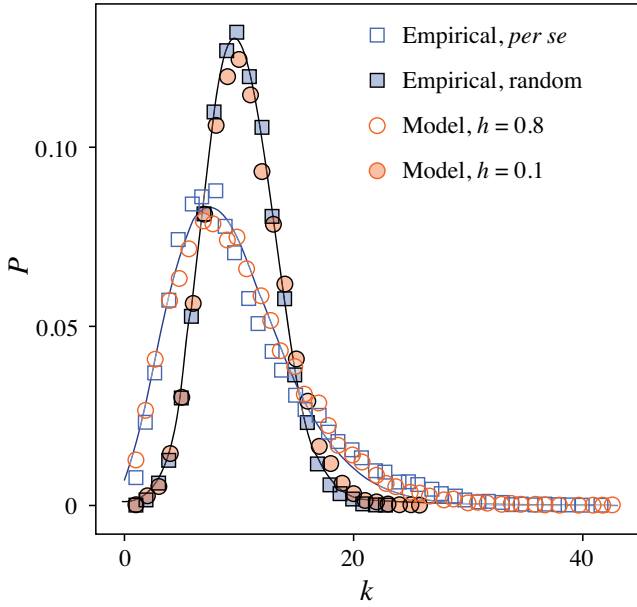 Empirical, per se
Empirical, random
Model, h = 0.8
Model, h = 0.1
0.10
0.05
0
P
0
20
40
k